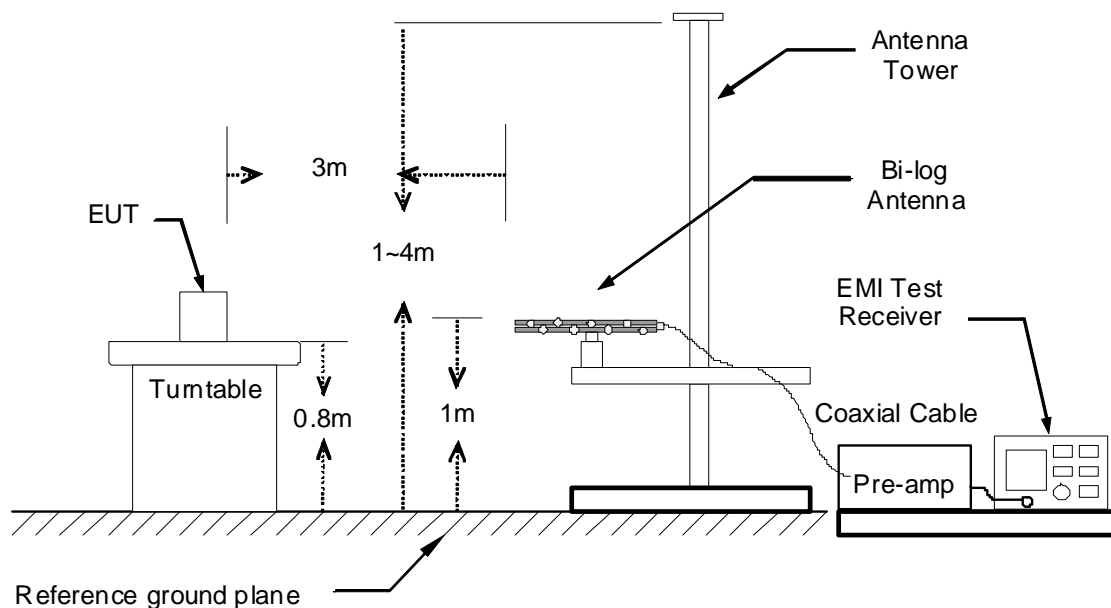 Antenna
Tower
3m
Bi-log
Antenna
EUT
1~4m
EMI Test
Receiver
Turntable
0.8m
1m
Coaxial Cable
Pre-amp
Reference ground plane